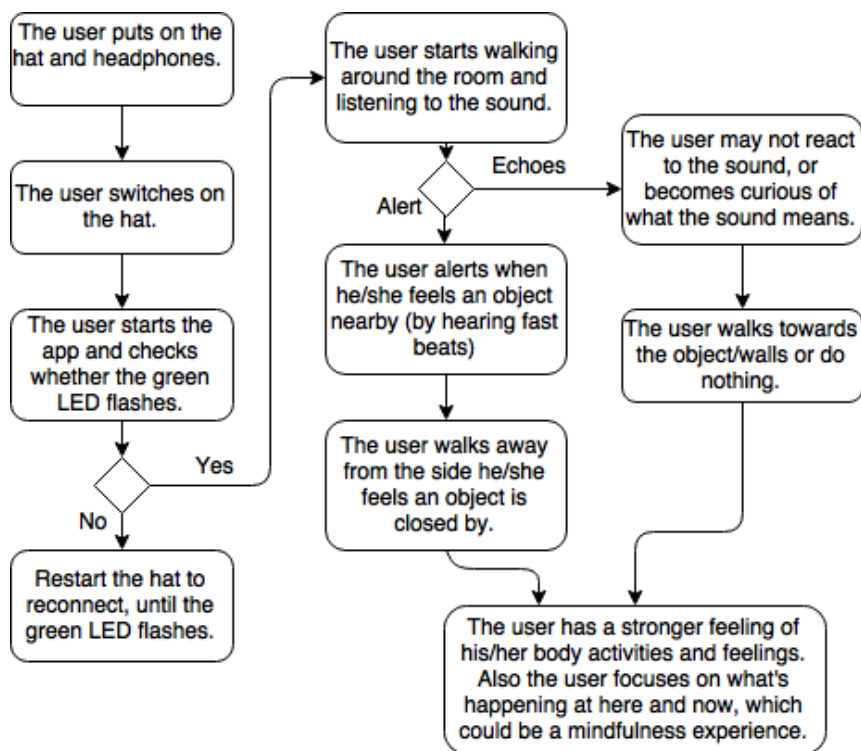 The user puts on the
hat and headphones.
The user switches on
the hat.
The user starts the
app and checks
whether the green
LED flashes.
Yes
No
Restart the hat to
reconnect, until the
green LED flashes.
The user starts walking
around the room and
listening to the sound.
Echoes
Alert
The user alerts when
he/she feels an object
nearby (by hearing fast
beats)
The user walks away
from the side he/she
feels an object is
closed by.
The user may not react
to the sound, or
becomes curious of
what the sound means.
The user walks towards
the object/walls or do
nothing.
The user has a stronger feeling of
his/her body activities and feelings.
Also the user focuses on what's
happening at here and now, which
could be a mindfulness experience.